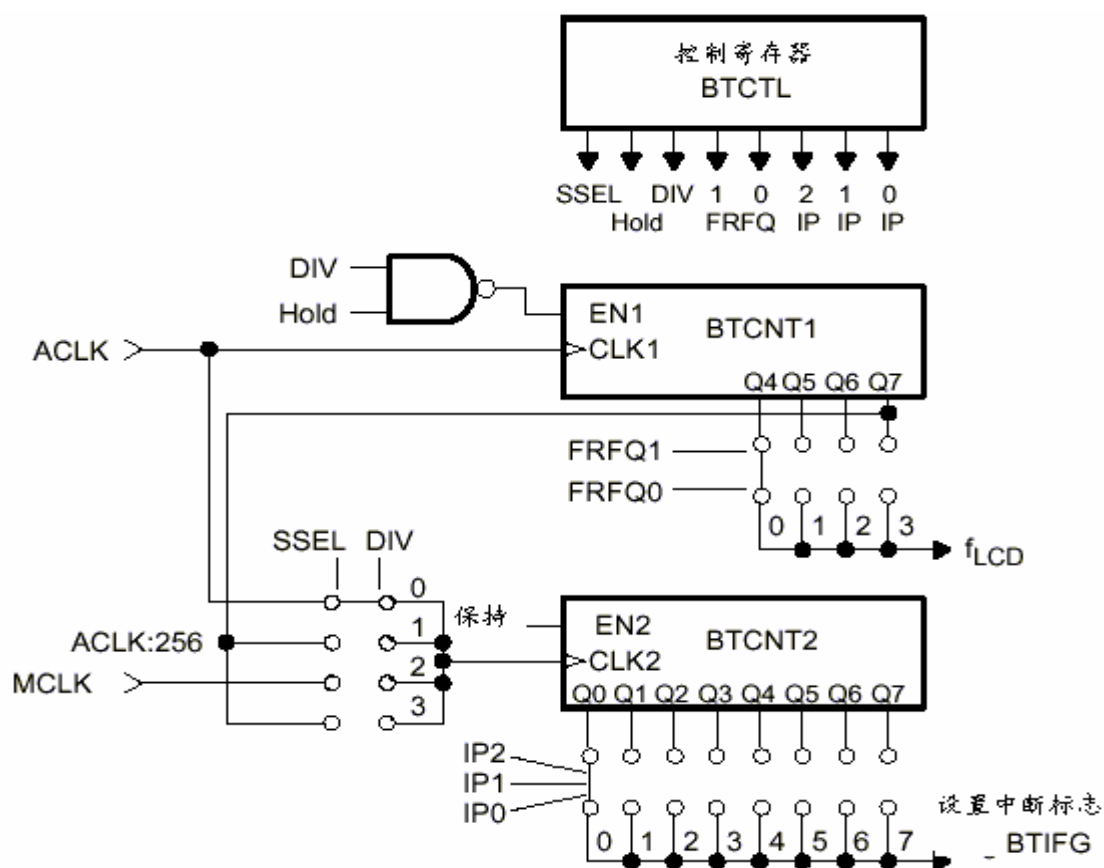 控制寄存器
BTCTL
SSEL DIV 1 0 2 1 0
Hold FRFQ IP IP IP
DIV
Hold
EN1
BTCNT1
ACLK
CLK1
Q4 Q5 Q6 Q7
FRFQ1
FRFQ0
0 1 2 3
fLCD
SSEL DIV
0
保持
EN2
BTCNT2
ACLK:256
1
CLK2
MCLK
2
Q0 Q1 Q2 Q3 Q4 Q5 Q6 Q7
3
IP2
IP1
IP0
设置中断标志
0 1 2 3 4 5 6 7
BTIFG